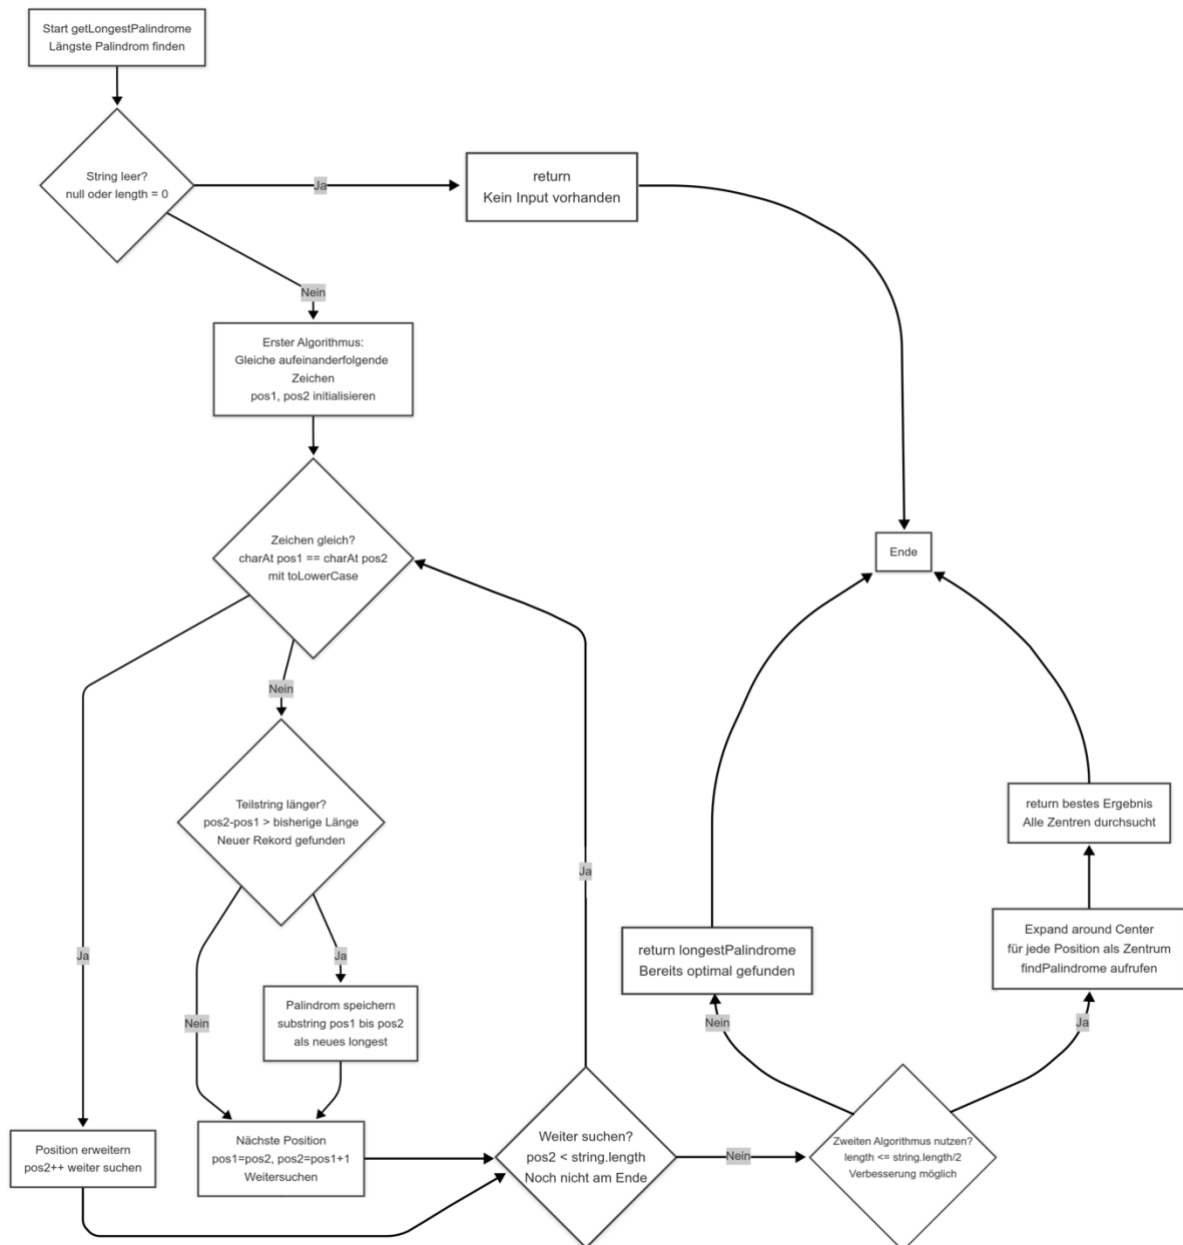 Start getLongestPalindrome
Längste Palindrom finden
String leer?
null oder length = 0
Ja
return
Kein Input vorhanden
Nein
Erster Algorithmus:
Gleiche aufeinanderfolgende
Zeichen
pos1, pos2 initialisieren
Zeichen gleich?
charAt pos1 == charAt pos2
mit toLowerCase
Ende
Nein
Teilstring länger?
pos2-pos1 > bisherige Länge
Neuer Rekord gefunden
return bestes Ergebnis
Alle Zentren durchsucht
Ja
Ja
Ja
return longestPalindrome
Bereits optimal gefunden
Expand around Center
für jede Position als Zentrum
findPalindrome aufrufen
Nein
Palindrom speichern
substring pos1 bis pos2
als neues longest
Nein
Ja
Position erweitern
pos2++ weiter suchen
Nächste Position
pos1=pos2, pos2=pos1+1
Weitersuchen
Weiter suchen?
pos2 < string.length
Noch nicht am Ende
Nein
Zweiten Algorithmus nutzen?
length <= string.length/2
Verbesserung möglich